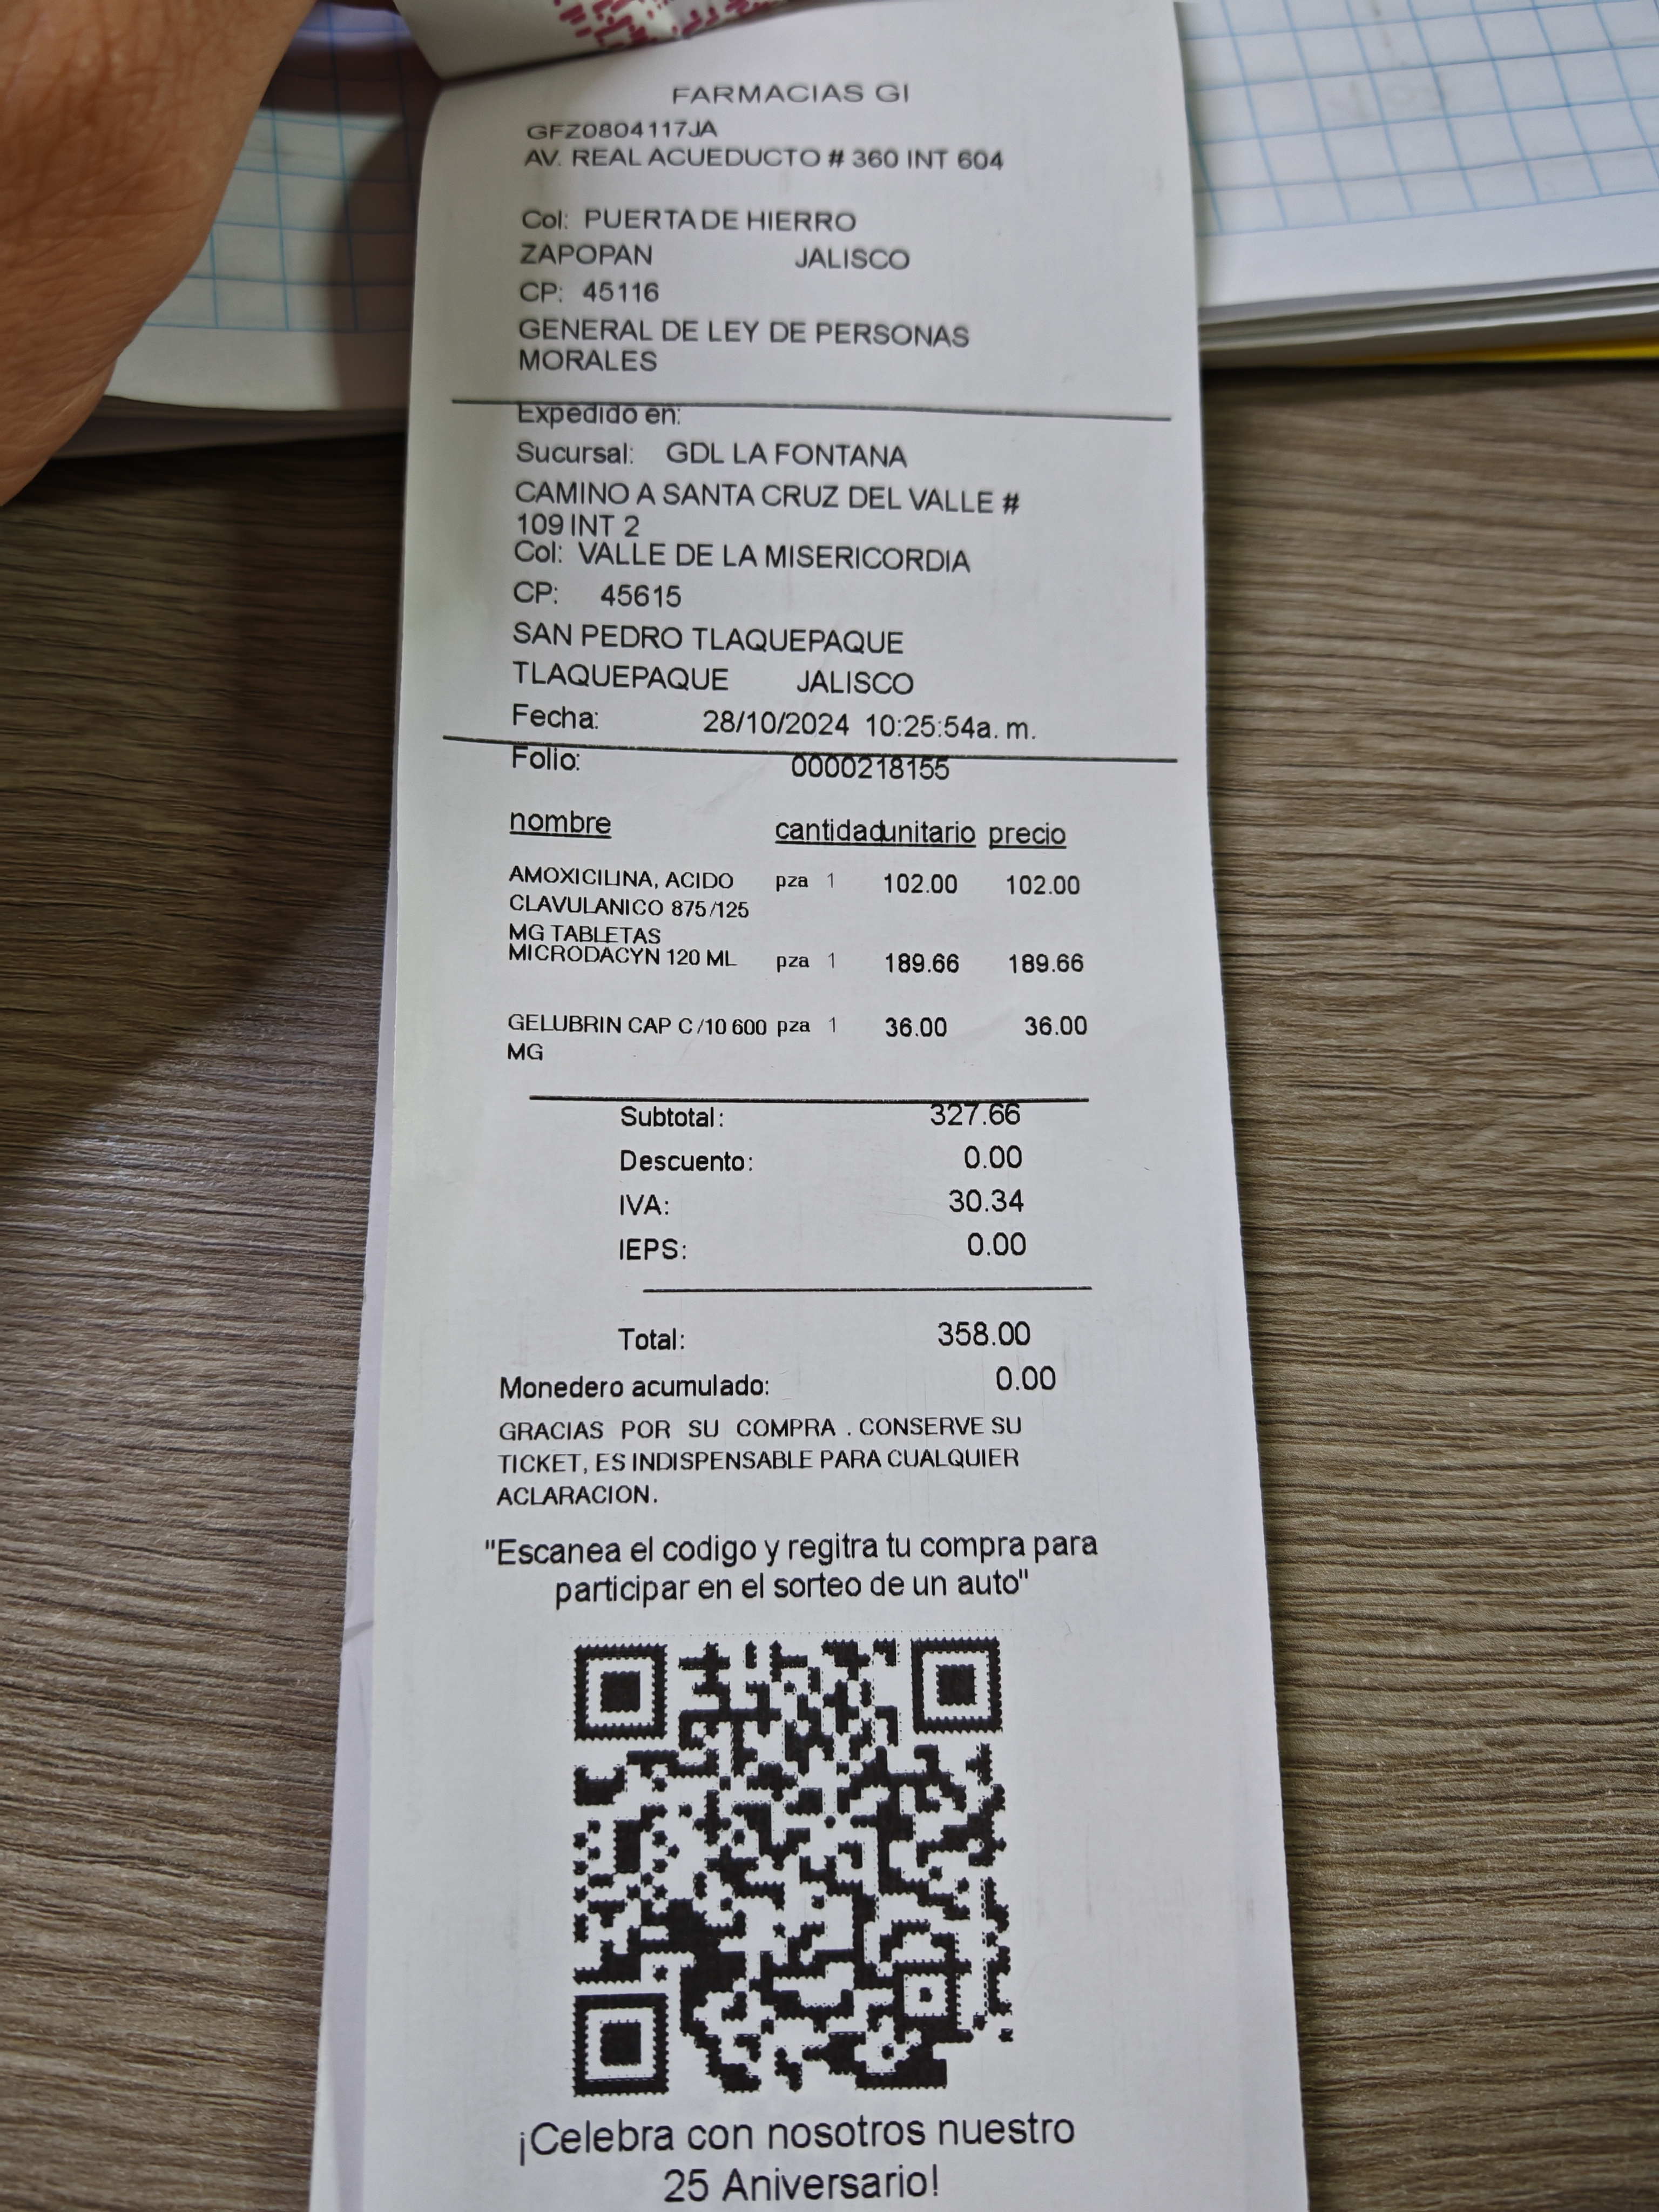 FARMACIAS GI
GFZ0804117JA
AV. REAL ACUEDUCTO # 360 INT 604
Col: PUERTA DE HIERRO
ZAPOPAN JALISCO
CP: 45116
GENERAL DE LEY DE PERSONAS
MORALES
Expedido en:
Sucursal: GDL LA FONTANA
CAMINO A SANTA CRUZ DEL VALLE #
109 INT 2
Col: VALLE DE LA MISERICORDIA
CP: 45615
SAN PEDRO TLAQUEPAQUE
TLAQUEPAQUE JALISCO
Fecha: 28/10/2024 10:25:54a. m.
Folio: 0000218155
nombre cantidad unitario precio
AMOXICILINA, ACIDO pza 1 102.00 102.00
CLAVULANICO 875/125
MG TABLETAS
MICRODACYN 120 ML pza 1 189.66 189.66
GELUBRIN CAP C/10 600 pza 1 36.00 36.00
MG
Subtotal: 327.66
Descuento: 0.00
IVA: 30.34
IEPS: 0.00
Total: 358.00
Monedero acumulado: 0.00
GRACIAS POR SU COMPRA . CONSERVE SU
TICKET, ES INDISPENSABLE PARA CUALQUIER
ACLARACION.
"Escanea el codigo y regitra tu compra para
participar en el sorteo de un auto"
¡Celebra con nosotros nuestro
25 Aniversario!